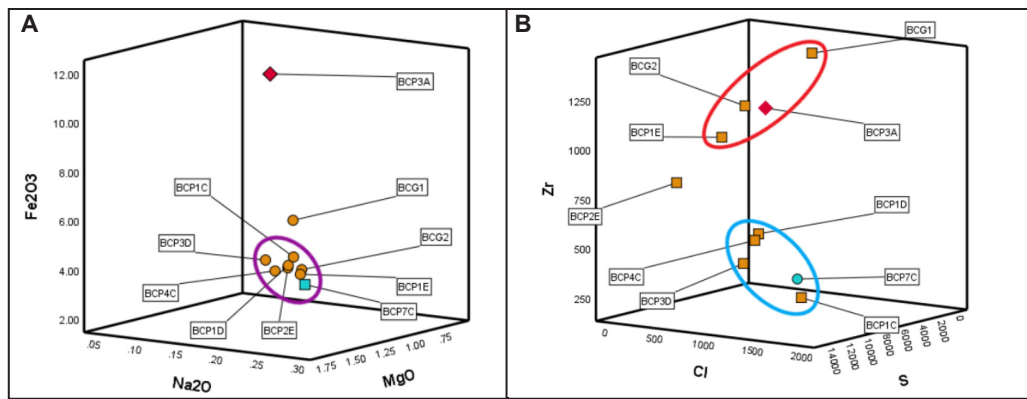 A
Fe2O3
12.00
10.00
8.00
6.00
4.00
2.00
.05
.10
.15
.20
.25
.30
Na2O
1.75
1.50
1.25
1.00
.75
MgO
BCP3A
BCP1C
BCG1
BCP3D
BCG2
BCP4C
BCP1E
BCP7C
BCP1D
BCP2E
B
Zr
1250
1000
750
500
250
0
500
1000
1500
2000
Cl
14000
12000
10000
8000
6000
4000
2000
0
S
BCG1
BCG2
BCP1E
BCP3A
BCP2E
BCP1D
BCP4C
BCP7C
BCP3D
BCP1C